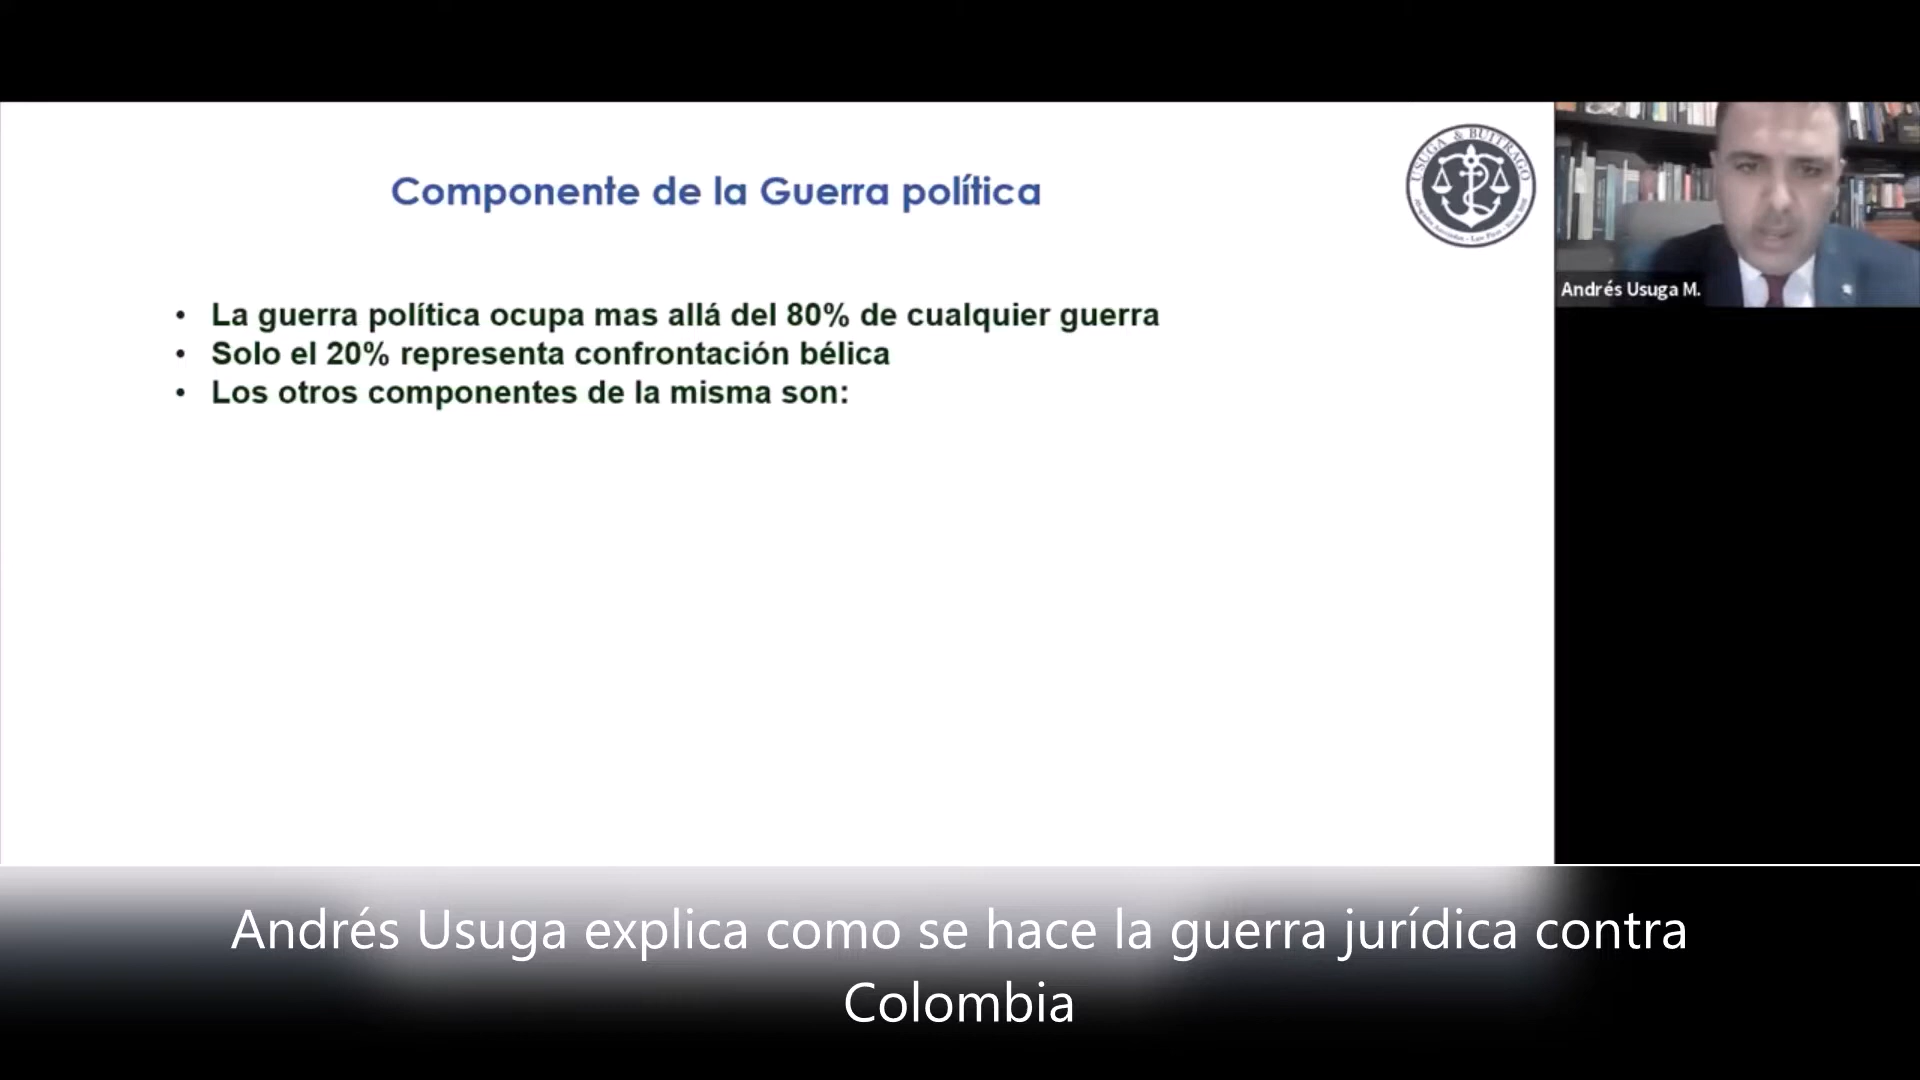 Componente de la Guerra política
USUGA & BUITRAGO
• La guerra política ocupa mas allá del 80% de cualquier guerra
• Solo el 20% representa confrontación bélica
• Los otros componentes de la misma son:
Andrés Usuga M.
Andrés Usuga explica como se hace la guerra jurídica contra
Colombia